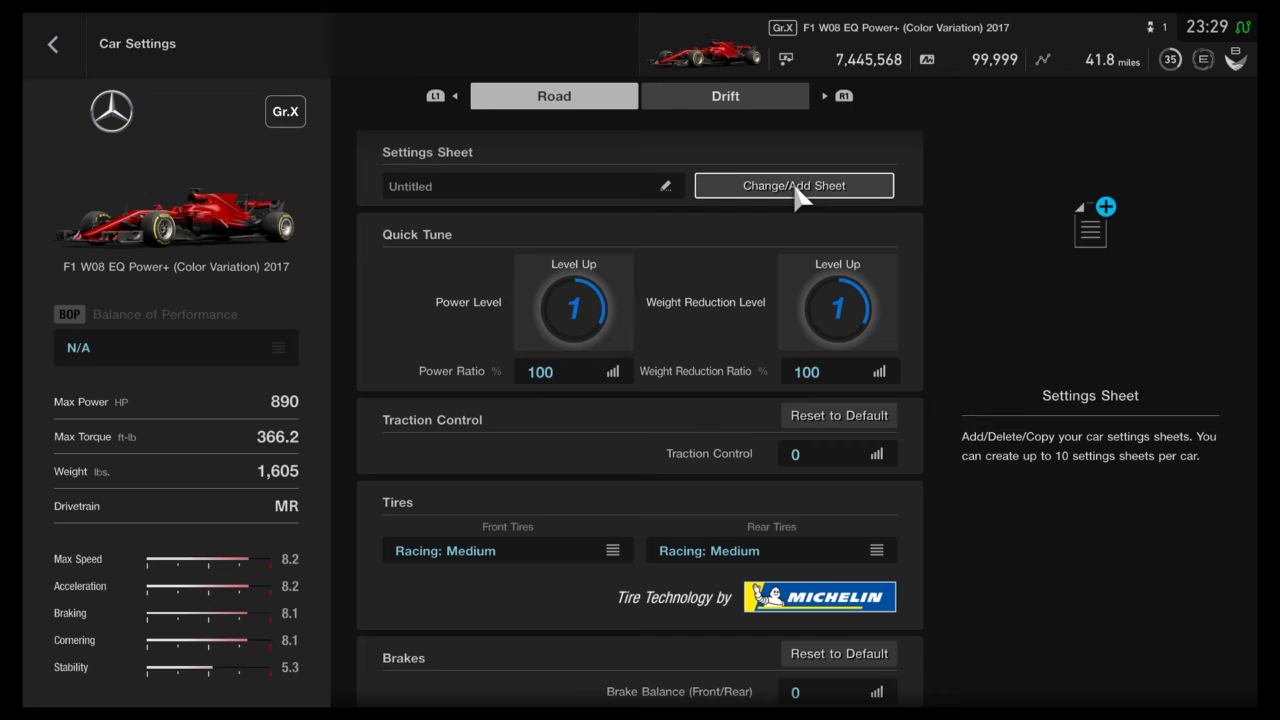 Car Settings
Gr.X F1 W08 EQ Power+ (Color Variation) 2017
1 23:29
7,445,568 99,999 41.8 miles 35 E B
L1 Road Drift R1
Gr.X
F1 W08 EQ Power+ (Color Variation) 2017
BOP Balance of Performance
N/A
Max Power HP 890
Max Torque ft-lb 366.2
Weight lbs. 1,605
Drivetrain MR
Max Speed 8.2
Acceleration 8.2
Braking 8.1
Cornering 8.1
Stability 5.3
Settings Sheet
Untitled Change/Add Sheet
Quick Tune
Level Up Level Up
Power Level 1 Weight Reduction Level 1
Power Ratio % 100 Weight Reduction Ratio % 100
Traction Control Reset to Default
Traction Control 0
Tires
Front Tires Rear Tires
Racing: Medium Racing: Medium
Tire Technology by MICHELIN
Brakes Reset to Default
Brake Balance (Front/Rear) 0
Settings Sheet
Add/Delete/Copy your car settings sheets. You
can create up to 10 settings sheets per car.